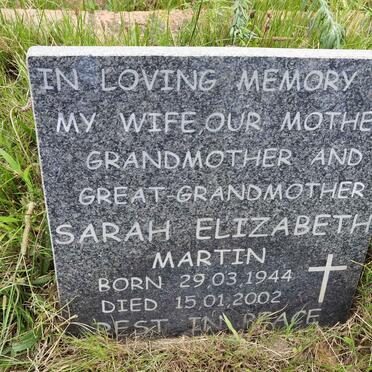 IN LOVING MEMORY
MY WIFE, OUR MOTHE
GRANDMOTHER AND
GREAT-GRANDMOTHER
SARAH ELIZABETH
MARTIN
BORN 29.03.1944
DIED 15.01.2002
REST IN PEACE